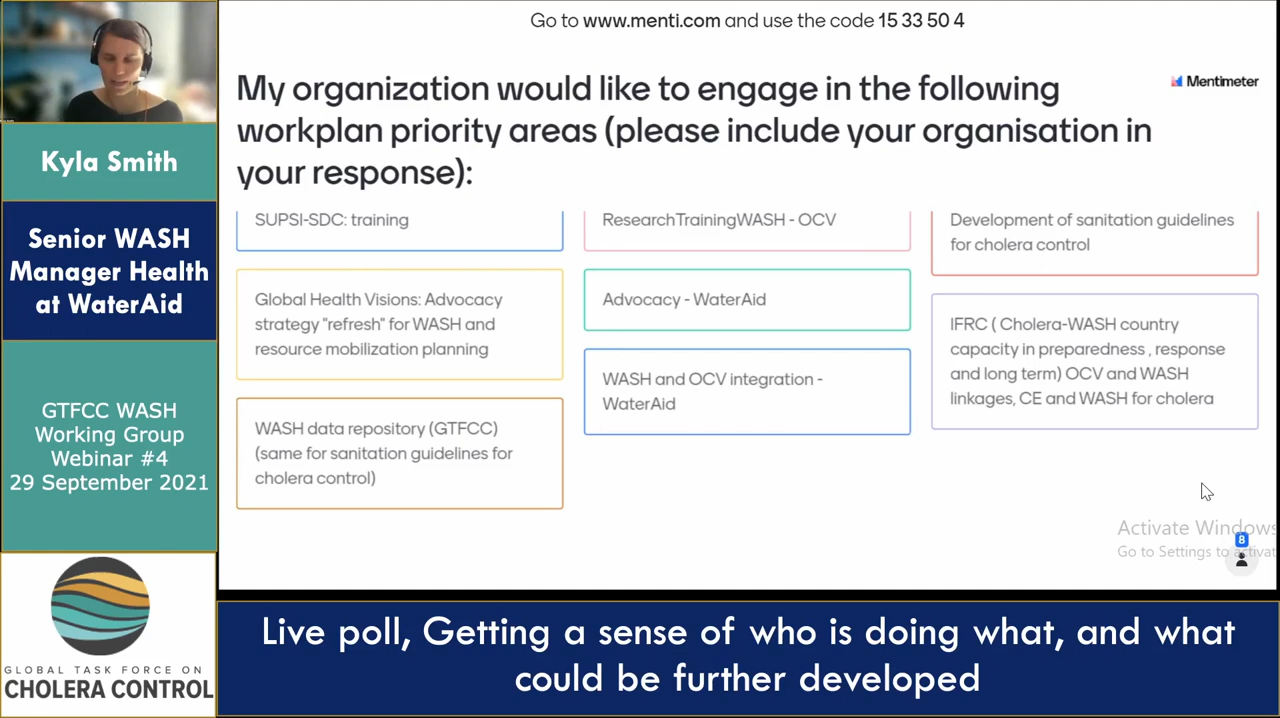 Go to www.menti.com and use the code 15 33 50 4
My organization would like to engage in the following
workplan priority areas (please include your organisation in
your response):
Mentimeter
SUPSI-SDC: training
Global Health Visions: Advocacy
strategy "refresh" for WASH and
resource mobilization planning
WASH data repository (GTFCC)
(same for sanitation guidelines for
cholera control)
ResearchTrainingWASH - OCV
Advocacy - WaterAid
WASH and OCV integration -
WaterAid
Development of sanitation guidelines
for cholera control
IFRC ( Cholera-WASH country
capacity in preparedness , response
and long term) OCV and WASH
linkages, CE and WASH for cholera
Activate Windows
Go to Settings to activat
8
Kyla Smith
Senior WASH
Manager Health
at WaterAid
GTFCC WASH
Working Group
Webinar #4
29 September 2021
GLOBAL TASK FORCE ON
CHOLERA CONTROL
Live poll, Getting a sense of who is doing what, and what
could be further developed